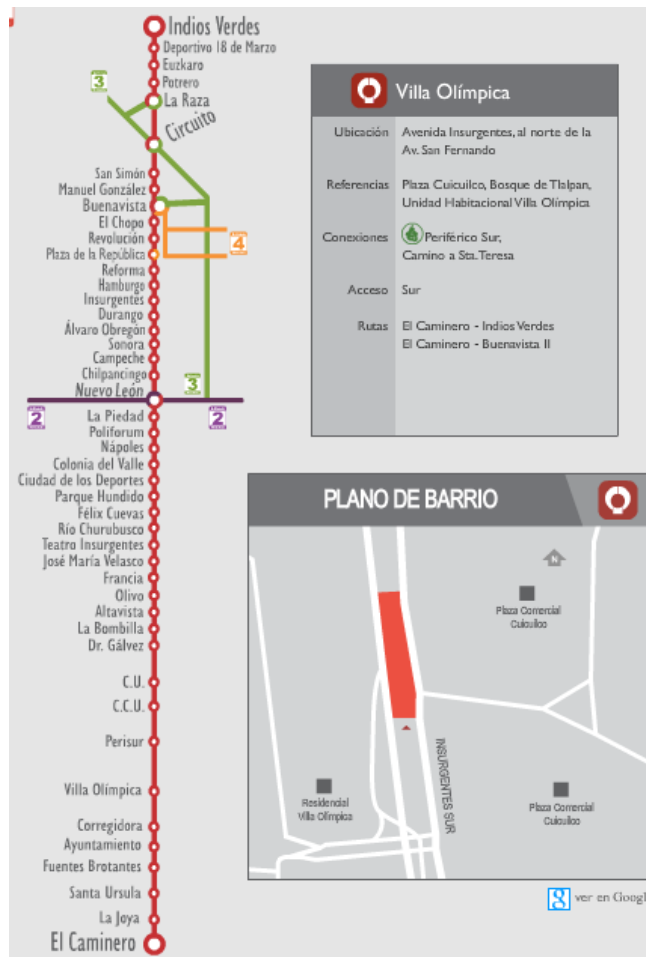 Indios Verdes
Deportivo 18 de Marzo
Euzkaro
Potrero
3
La Raza
Circuito
San Simón
Manuel González
Buenavista
El Chopo
Revolución
4
Plaza de la República
Reforma
Hamburgo
Insurgentes
Durango
Álvaro Obregón
Sonora
Campeche
Chilpancingo
3
Nuevo León
2
2
La Piedad
Poliforum
Nápoles
Colonia del Valle
Ciudad de los Deportes
Parque Hundido
Félix Cuevas
Río Churubusco
Teatro Insurgentes
José María Velasco
Francia
Olivo
Altavista
La Bombilla
Dr. Gálvez
C.U.
C.C.U.
Perisur
Villa Olímpica
Corregidora
Ayuntamiento
Fuentes Brotantes
Santa Ursula
La Joya
El Caminero
Villa Olímpica
Ubicación Avenida Insurgentes, al norte de la
Av. San Fernando
Referencias Plaza Cuicuilco, Bosque de Tlalpan,
Unidad Habitacional Villa Olímpica
Conexiones Periférico Sur,
Camino a Sta. Teresa
Acceso Sur
Rutas El Caminero - Indios Verdes
El Caminero - Buenavista II
PLANO DE BARRIO
N
Plaza Comercial
Cuicuilco
INSURGENTES SUR
Residencial
Villa Olímpica
Plaza Comercial
Cuicuilco
g ver en Googl